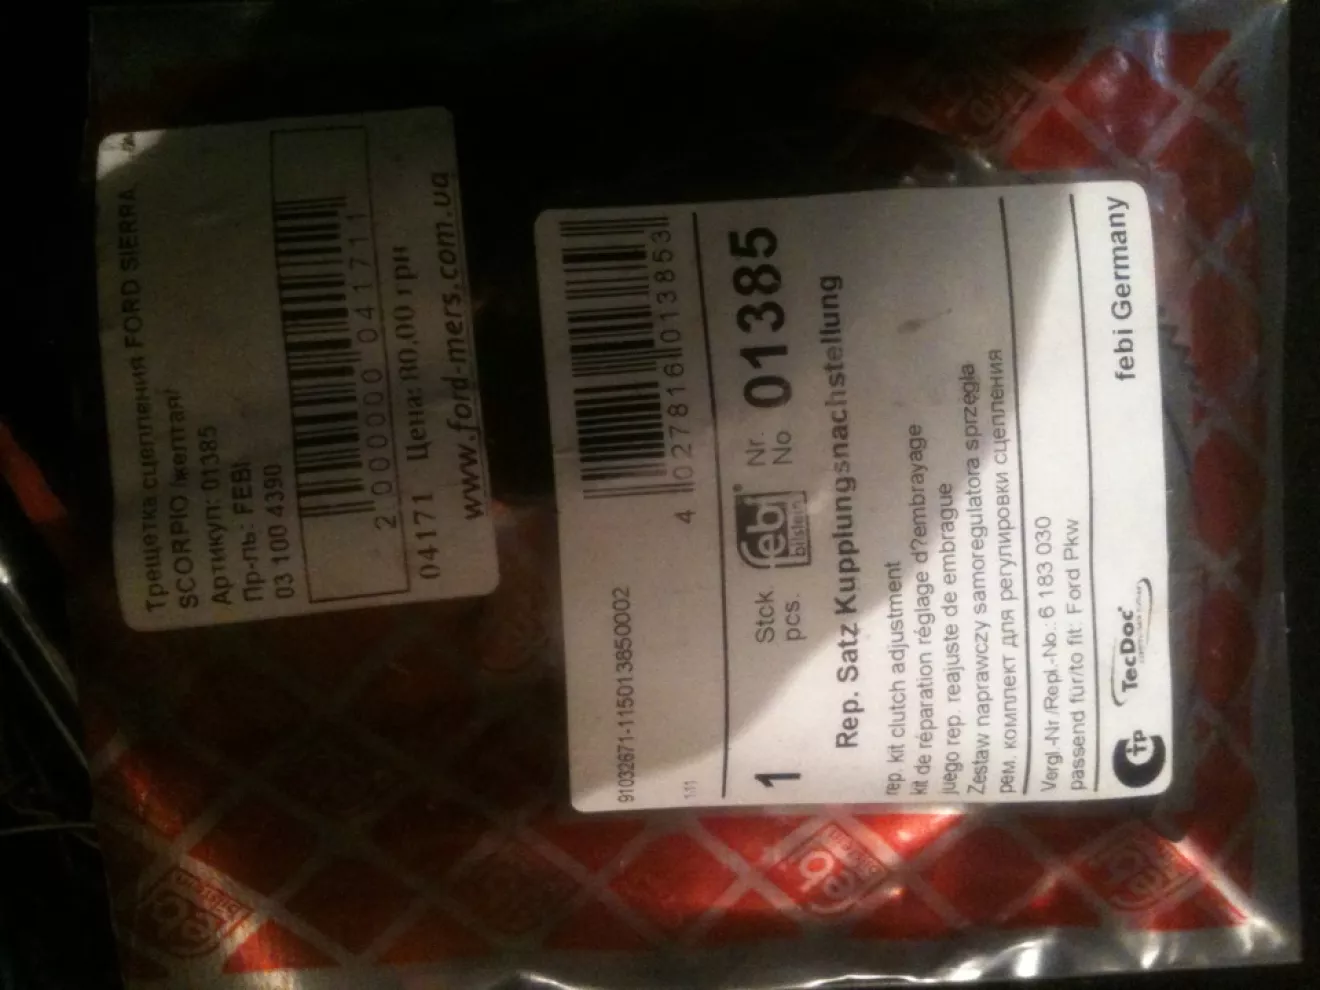 Трещетка сцепления FORD SIERRA,
SCORPIO /желтая/
Артикул: 01385
Пр-ль: FEBI
03 100 4390
2 000000 041711
04171 Цена: 80,00 грн
www.ford-mers.com.ua
91032671-115013850002
4 027816 013853
1 Stck. pcs. febi® bilstein Nr. No 01385
Rep. Satz Kupplungsnachstellung
rep. kit clutch adjustment
kit de réparation réglage d?embrayage
juego rep. reajuste de embrague
Zestaw naprawczy samoregulatora sprzęgła
рем. комплект для регулировки сцепления
Vergl.-Nr./Repl.-No.: 6 183 030
passend für/to fit: Ford Pkw
TP TecDoc® febi Germany